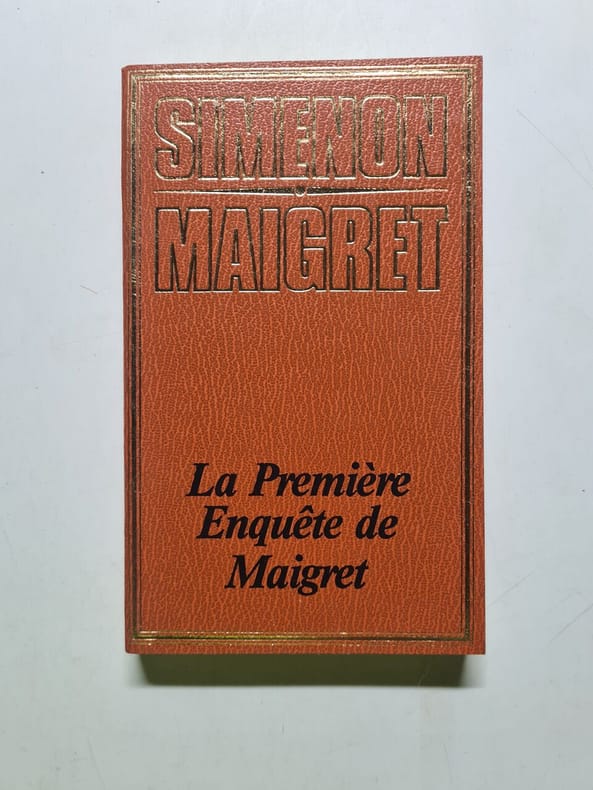 SIMENON
MAIGRET
La Première
Enquête de
Maigret